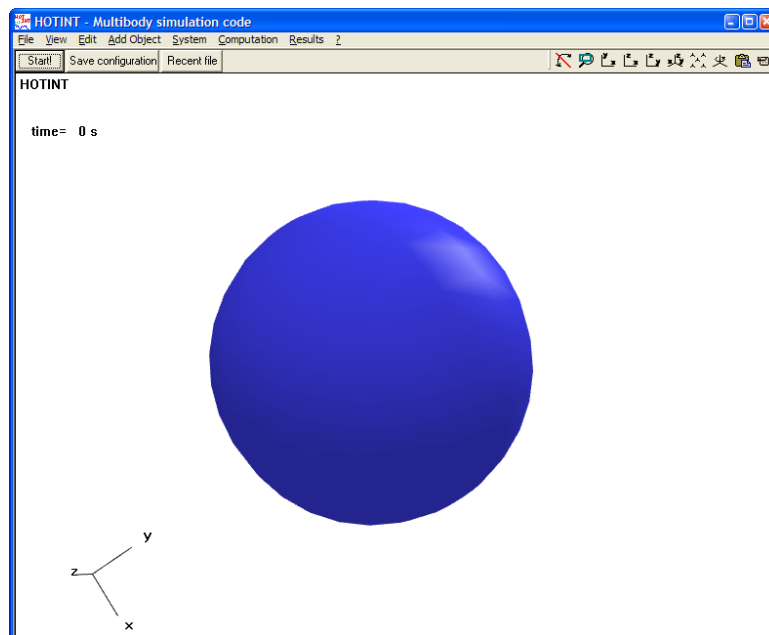 HOTINT - Multibody simulation code
File View Edit Add Object System Computation Results ?
Start! Save configuration Recent file
HOTINT
time= 0 s
y
z
x